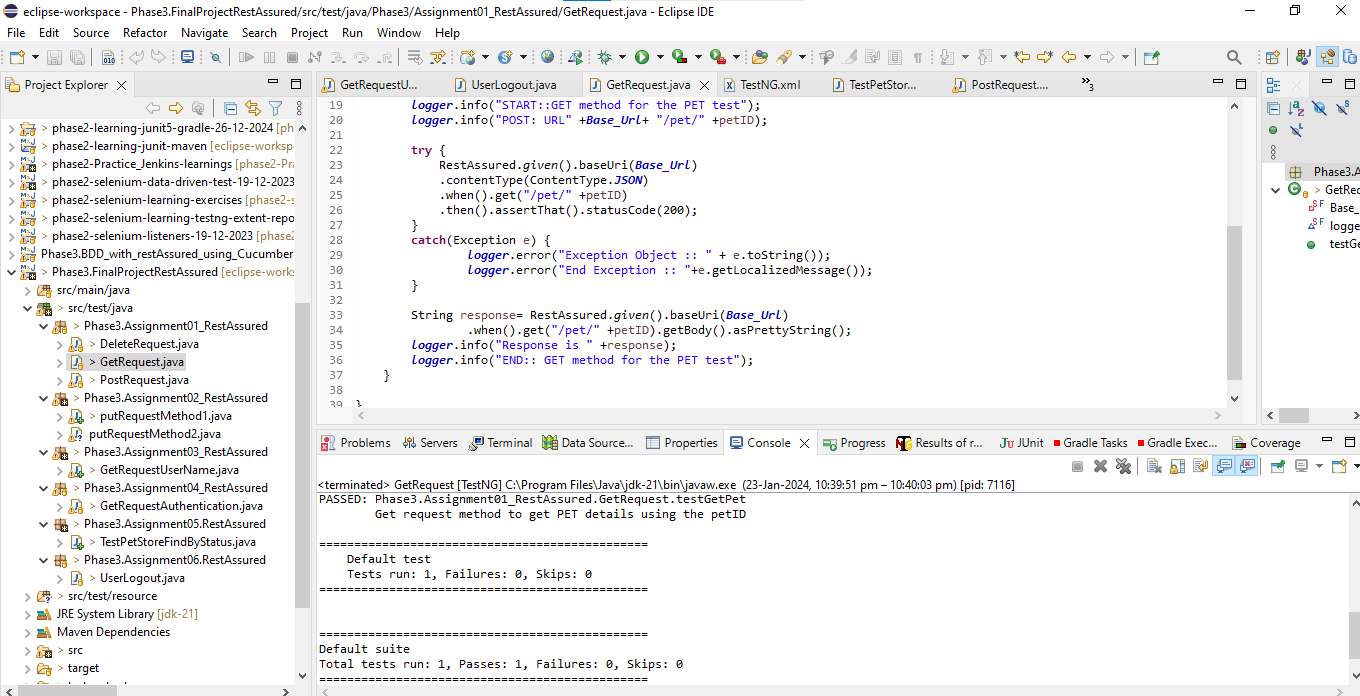 eclipse-workspace - Phase3.FinalProjectRestAssured/src/test/java/Phase3/Assignment01_RestAssured/GetRequest.java - Eclipse IDE
File Edit Source Refactor Navigate Search Project Run Window Help
Project Explorer
> phase2-learning-junit5-gradle-26-12-2024 [ph
> phase2-learning-junit-maven [eclipse-worksp
> phase2-Practice_Jenkins-learnings [phase2-Pra
> phase2-selenium-data-driven-test-19-12-2023
> phase2-selenium-learning-exercises [phase2-s
> phase2-selenium-learning-testng-extent-repo
> phase2-selenium-listeners-19-12-2023 [phase2
Phase3.BDD_with_restAssured_using_Cucumber
> Phase3.FinalProjectRestAssured [eclipse-works
src/main/java
> src/test/java
> Phase3.Assignment01_RestAssured
> DeleteRequest.java
> GetRequest.java
> PostRequest.java
> Phase3.Assignment02_RestAssured
> putRequestMethod1.java
putRequestMethod2.java
> Phase3.Assignment03_RestAssured
> GetRequestUserName.java
> Phase3.Assignment04_RestAssured
> GetRequestAuthentication.java
> Phase3.Assignment05.RestAssured
> TestPetStoreFindByStatus.java
> Phase3.Assignment06.RestAssured
> UserLogout.java
> src/test/resource
JRE System Library [jdk-21]
Maven Dependencies
> src
> target
GetRequestU... UserLogout.java GetRequest.java TestNG.xml TestPetStor... PostRequest.... »3
19 logger.info("START::GET method for the PET test");
20 logger.info("POST: URL" +Base_Url+ "/pet/" +petID);
21
22 try {
23 RestAssured.given().baseUri(Base_Url)
24 .contentType(ContentType.JSON)
25 .when().get("/pet/" +petID)
26 .then().assertThat().statusCode(200);
27 }
28 catch(Exception e) {
29 logger.error("Exception Object :: " + e.toString());
30 logger.error("End Exception :: "+e.getLocalizedMessage());
31 }
32
33 String response= RestAssured.given().baseUri(Base_Url)
34 .when().get("/pet/" +petID).getBody().asPrettyString();
35 logger.info("Response is " +response);
36 logger.info("END:: GET method for the PET test");
37 }
38
39 }
Phase3.A
> GetRec
Base_
logge
testGe
Problems Servers Terminal Data Source... Properties Console Progress Results of r... JUnit Gradle Tasks Gradle Exec... Coverage
<terminated> GetRequest [TestNG] C:\Program Files\Java\jdk-21\bin\javaw.exe (23-Jan-2024, 10:39:51 pm – 10:40:03 pm) [pid: 7116]
PASSED: Phase3.Assignment01_RestAssured.GetRequest.testGetPet
Get request method to get PET details using the petID
===============================================
Default test
Tests run: 1, Failures: 0, Skips: 0
===============================================
===============================================
Default suite
Total tests run: 1, Passes: 1, Failures: 0, Skips: 0
===============================================